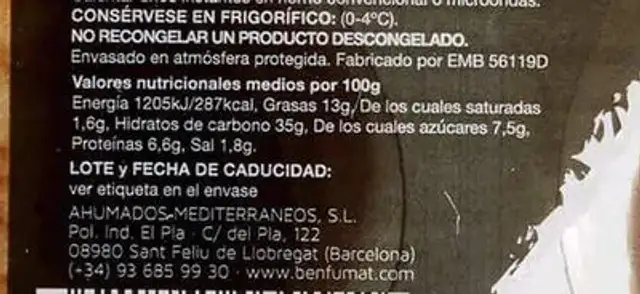 CONSÉRVESE EN FRIGORÍFICO: (0-4ºC).
NO RECONGELAR UN PRODUCTO DESCONGELADO.
Envasado en atmósfera protegida. Fabricado por EMB 56119D
Valores nutricionales medios por 100g
Energía 1205kJ/287kcal, Grasas 13g, De los cuales saturadas
1,6g, Hidratos de carbono 35g, De los cuales azúcares 7,5g,
Proteínas 6,6g, Sal 1,8g.
LOTE y FECHA DE CADUCIDAD:
ver etiqueta en el envase
AHUMADOS MEDITERRANEOS, S.L.
Pol. Ind. El Pla · C/ del Pla, 122
08980 Sant Feliu de Llobregat (Barcelona)
(+34) 93 685 99 30 · www.benfumat.com